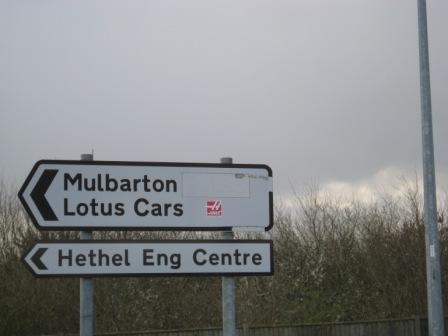 Mulbarton
Lotus Cars
Hethel Eng Centre